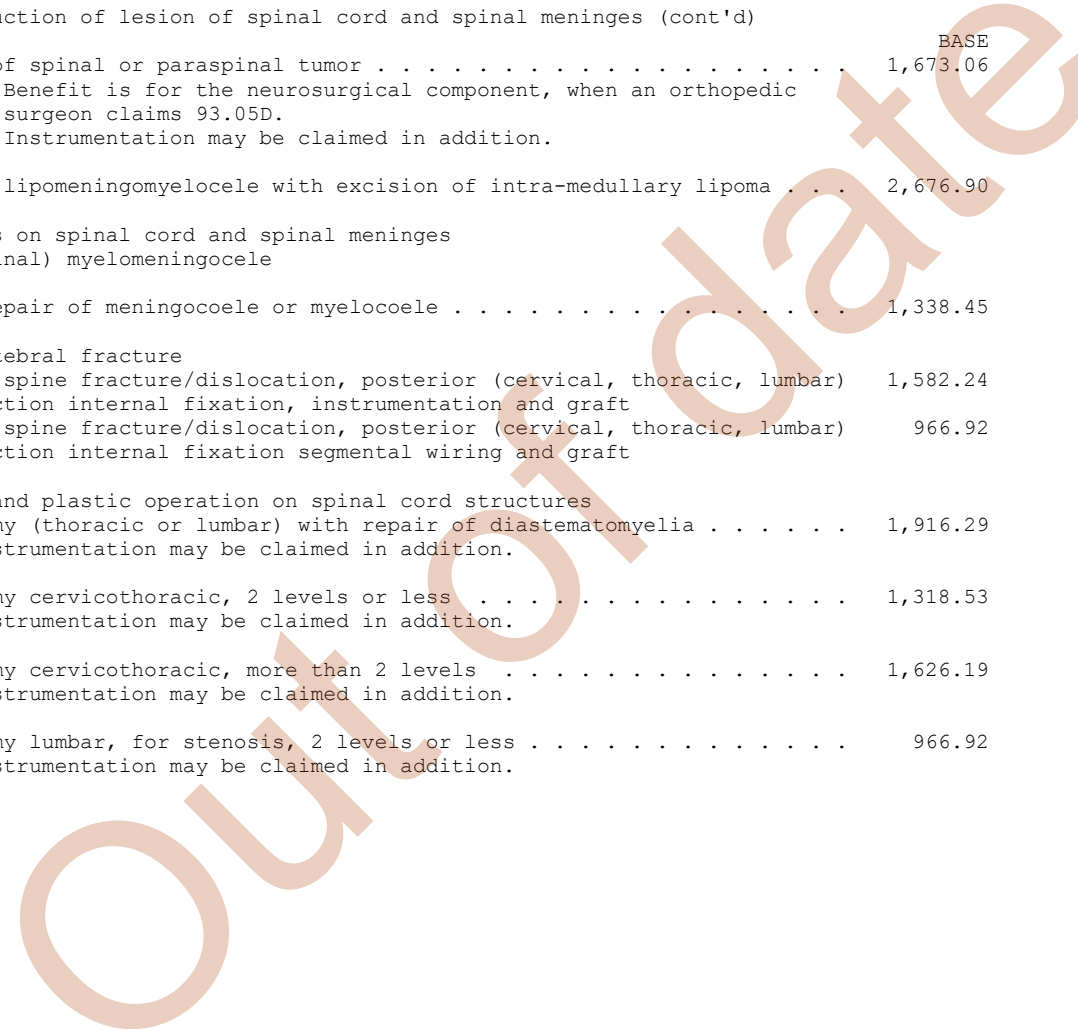 uction of lesion of spinal cord and spinal meninges (cont'd)
BASE
of spinal or paraspinal tumor . . . . . . . . . . . . . . . . . . . 1,673.06
Benefit is for the neurosurgical component, when an orthopedic
surgeon claims 93.05D.
Instrumentation may be claimed in addition.
lipomeningomyelocele with excision of intra-medullary lipoma . . . 2,676.90
s on spinal cord and spinal meninges
inal) myelomeningocele
epair of meningocoele or myelocoele . . . . . . . . . . . . . . . . 1,338.45
tebral fracture
spine fracture/dislocation, posterior (cervical, thoracic, lumbar) 1,582.24
ction internal fixation, instrumentation and graft
spine fracture/dislocation, posterior (cervical, thoracic, lumbar) 966.92
ction internal fixation segmental wiring and graft
and plastic operation on spinal cord structures
my (thoracic or lumbar) with repair of diastematomyelia . . . . . . 1,916.29
strumentation may be claimed in addition.
my cervicothoracic, 2 levels or less . . . . . . . . . . . . . . . 1,318.53
strumentation may be claimed in addition.
my cervicothoracic, more than 2 levels . . . . . . . . . . . . . . 1,626.19
strumentation may be claimed in addition.
my lumbar, for stenosis, 2 levels or less . . . . . . . . . . . . . 966.92
strumentation may be claimed in addition.
Out of date